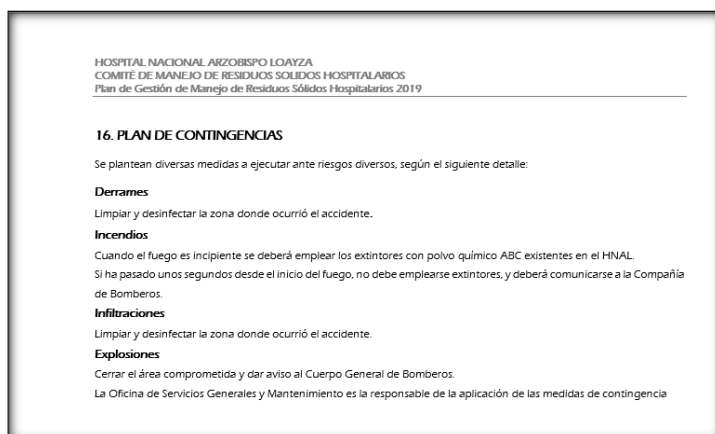 HOSPITAL NACIONAL ARZOBISPO LOAYZA
COMITÉ DE MANEJO DE RESIDUOS SOLIDOS HOSPITALARIOS
Plan de Gestión de Manejo de Residuos Sólidos Hospitalarios 2019
16. PLAN DE CONTINGENCIAS
Se plantean diversas medidas a ejecutar ante riesgos diversos, según el siguiente detalle:
Derrames
Limpiar y desinfectar la zona donde ocurrió el accidente.
Incendios
Cuando el fuego es incipiente se deberá emplear los extintores con polvo químico ABC existentes en el HNAL.
Si ha pasado unos segundos desde el inicio del fuego, no debe emplearse extintores, y deberá comunicarse a la Compañía
de Bomberos.
Infiltraciones
Limpiar y desinfectar la zona donde ocurrió el accidente.
Explosiones
Cerrar el área comprometida y dar aviso al Cuerpo General de Bomberos.
La Oficina de Servicios Generales y Mantenimiento es la responsable de la aplicación de las medidas de contingencia